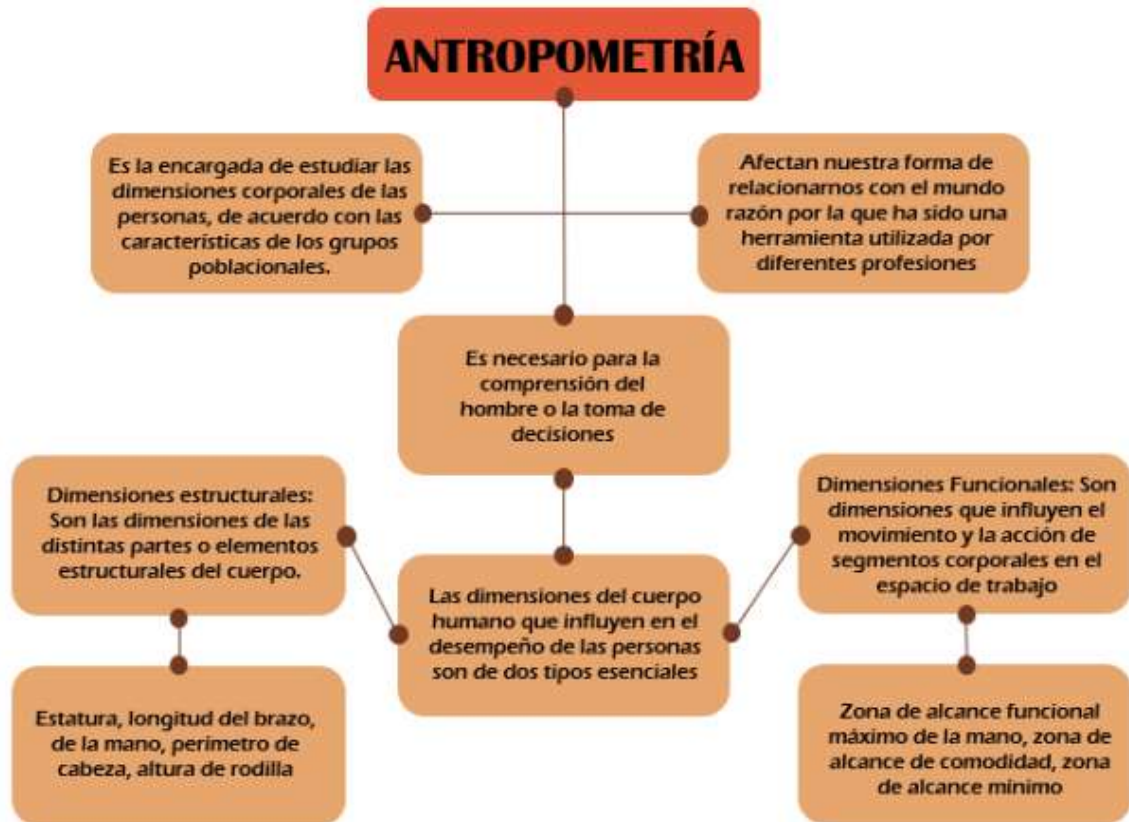 ANTROPOMETRÍA
Es la encargada de estudiar las
dimensiones corporales de las
personas, de acuerdo con las
características de los grupos
poblacionales.
Afectan nuestra forma de
relacionarnos con el mundo
razón por la que ha sido una
herramienta utilizada por
diferentes profesiones
Es necesario para la
comprensión del
hombre o la toma de
decisiones
Dimensiones estructurales:
Son las dimensiones de las
distintas partes o elementos
estructurales del cuerpo.
Las dimensiones del cuerpo
humano que influyen en el
desempeño de las personas
son de dos tipos esenciales
Dimensiones Funcionales: Son
dimensiones que influyen el
movimiento y la acción de
segmentos corporales en el
espacio de trabajo
Estatura, longitud del brazo,
de la mano, perímetro de
cabeza, altura de rodilla
Zona de alcance funcional
máximo de la mano, zona de
alcance de comodidad, zona
de alcance mínimo